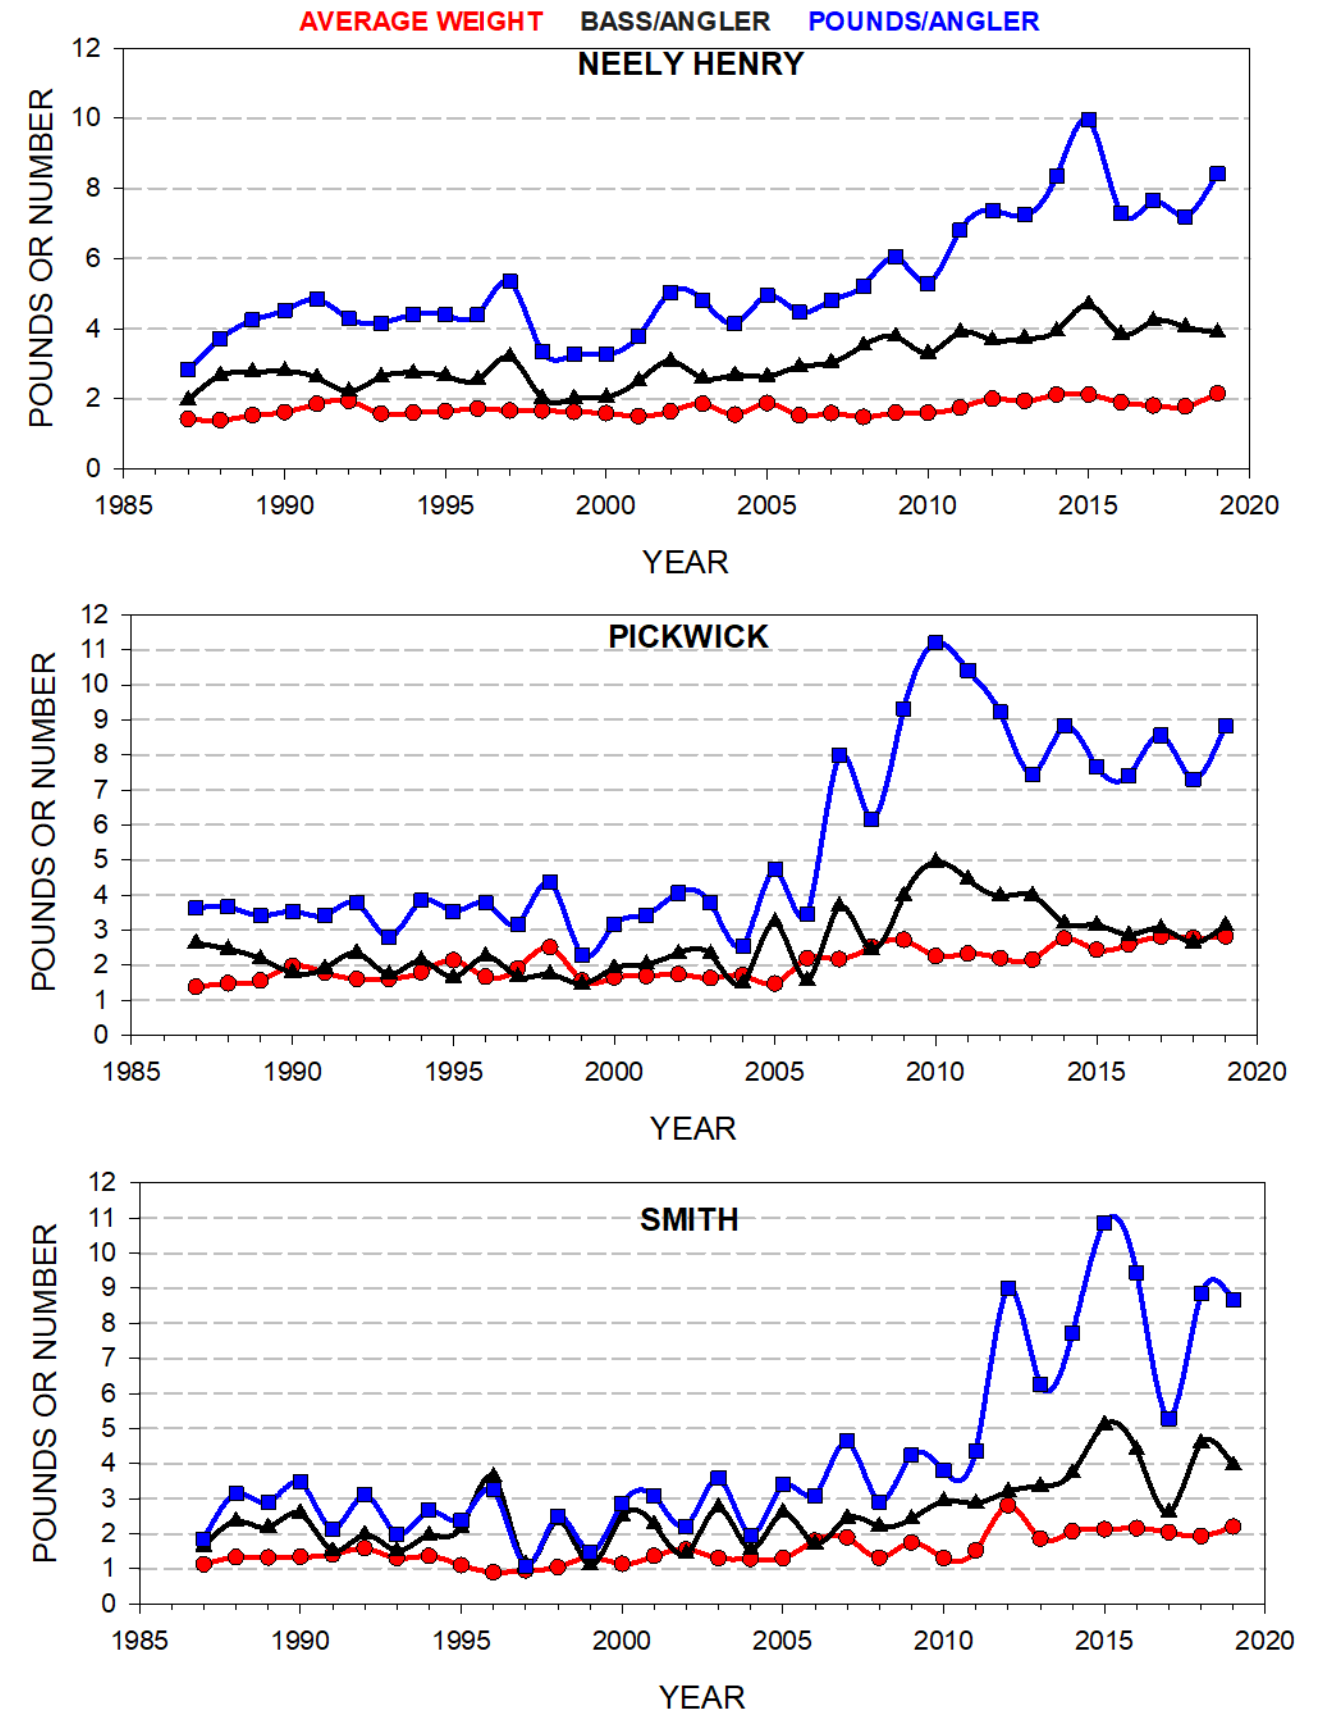 AVERAGE WEIGHT BASS/ANGLER POUNDS/ANGLER
NEELY HENRY
POUNDS OR NUMBER
12
10
8
6
4
2
0
1985 1990 1995 2000 2005 2010 2015 2020
YEAR
PICKWICK
POUNDS OR NUMBER
12
11
10
9
8
7
6
5
4
3
2
1
0
1985 1990 1995 2000 2005 2010 2015 2020
YEAR
SMITH
POUNDS OR NUMBER
12
11
10
9
8
7
6
5
4
3
2
1
0
1985 1990 1995 2000 2005 2010 2015 2020
YEAR